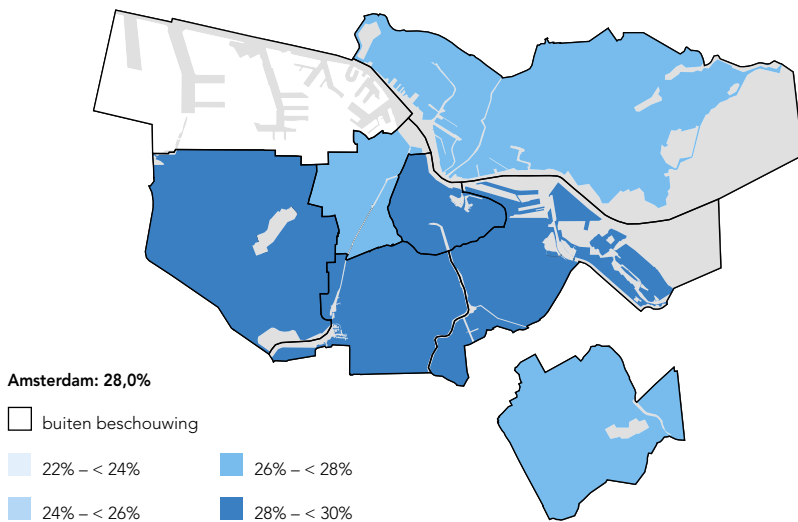 Amsterdam: 28,0%
buiten beschouwing
22% – < 24%
24% – < 26%
26% – < 28%
28% – < 30%